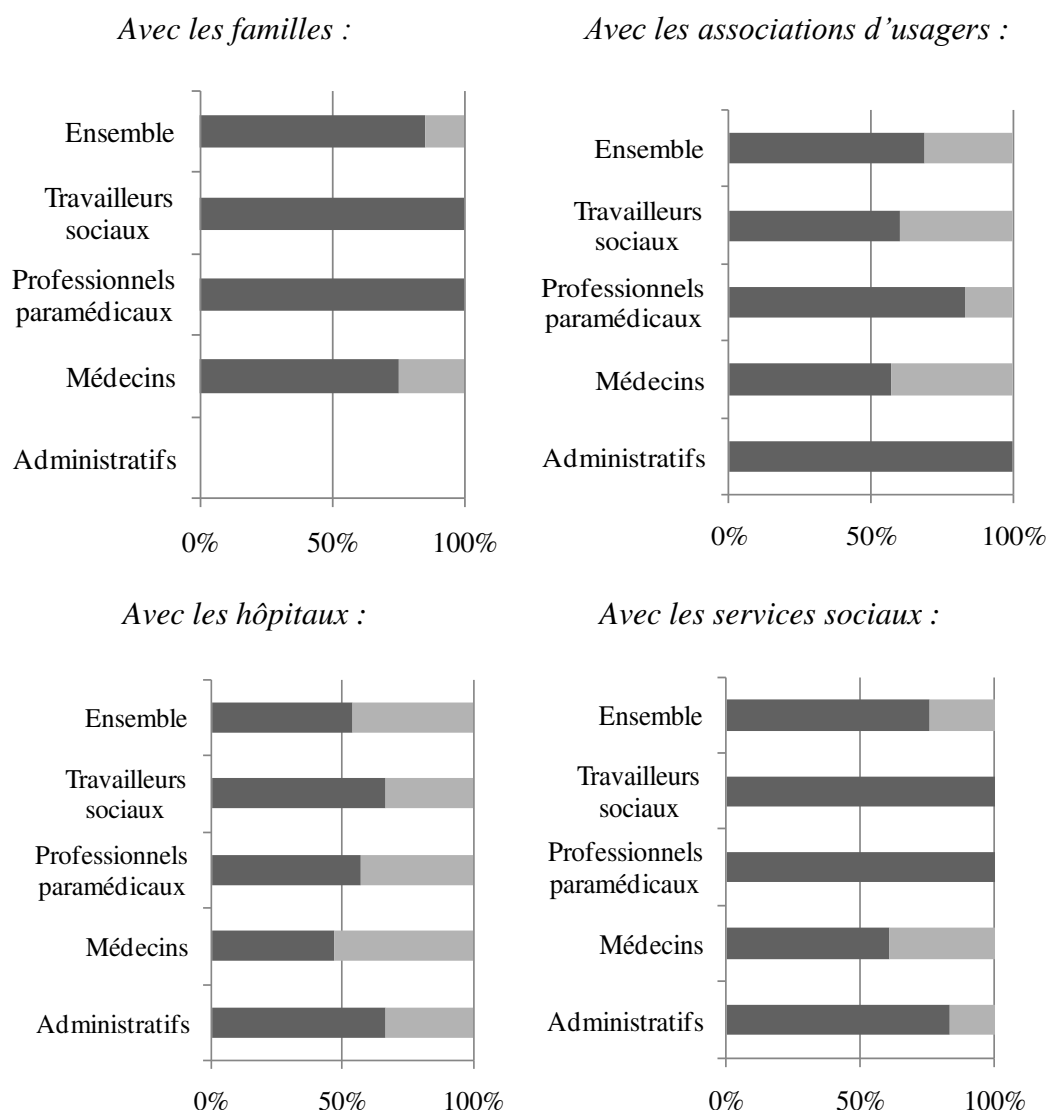 Avec les familles :
Ensemble
Travailleurs
sociaux
Professionnels
paramédicaux
Médecins
Administratifs
0% 50% 100%
Avec les associations d’usagers :
Ensemble
Travailleurs
sociaux
Professionnels
paramédicaux
Médecins
Administratifs
0% 50% 100%
Avec les hôpitaux :
Ensemble
Travailleurs
sociaux
Professionnels
paramédicaux
Médecins
Administratifs
0% 50% 100%
Avec les services sociaux :
Ensemble
Travailleurs
sociaux
Professionnels
paramédicaux
Médecins
Administratifs
0% 50% 100%